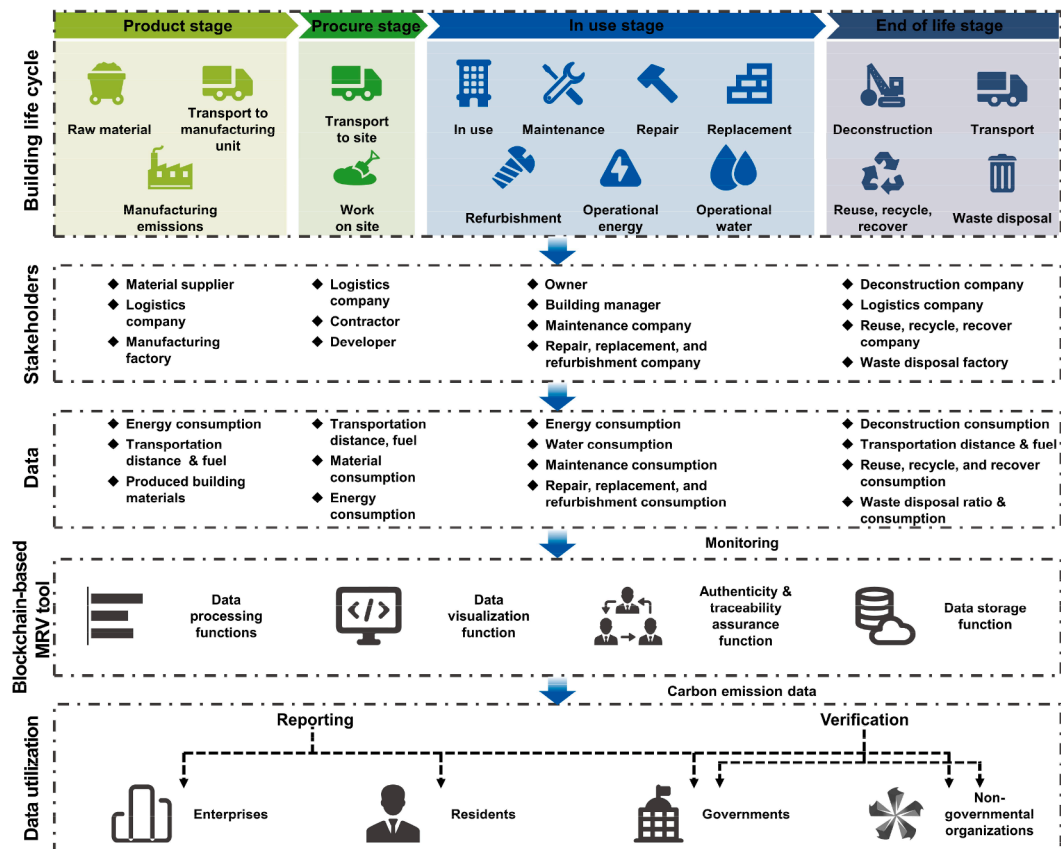 Product stage
Procure stage
In use stage
End of life stage
Building life cycle
Raw material
Transport to
manufacturing
unit
Manufacturing
emissions
Transport
to site
Work
on site
In use
Maintenance
Repair
Replacement
Refurbishment
Operational
energy
Operational
water
Deconstruction
Transport
Reuse, recycle,
recover
Waste disposal
Stakeholders
◆ Material supplier
◆ Logistics
company
◆ Manufacturing
factory
◆ Logistics
company
◆ Contractor
◆ Developer
◆ Owner
◆ Building manager
◆ Maintenance company
◆ Repair, replacement, and
refurbishment company
◆ Deconstruction company
◆ Logistics company
◆ Reuse, recycle, recover
company
◆ Waste disposal factory
Data
◆ Energy consumption
◆ Transportation
distance & fuel
◆ Produced building
materials
◆ Transportation
distance, fuel
◆ Material
consumption
◆ Energy
consumption
◆ Energy consumption
◆ Water consumption
◆ Maintenance consumption
◆ Repair, replacement, and
refurbishment consumption
◆ Deconstruction consumption
◆ Transportation distance & fuel
◆ Reuse, recycle, and recover
consumption
◆ Waste disposal ratio &
consumption
Monitoring
Blockchain-based
MRV tool
Data
processing
functions
</>
Data
visualization
function
Authenticity &
traceability
assurance
function
Data storage
function
Carbon emission data
Data utilization
Reporting
Verification
Enterprises
Residents
Governments
Non-
governmental
organizations